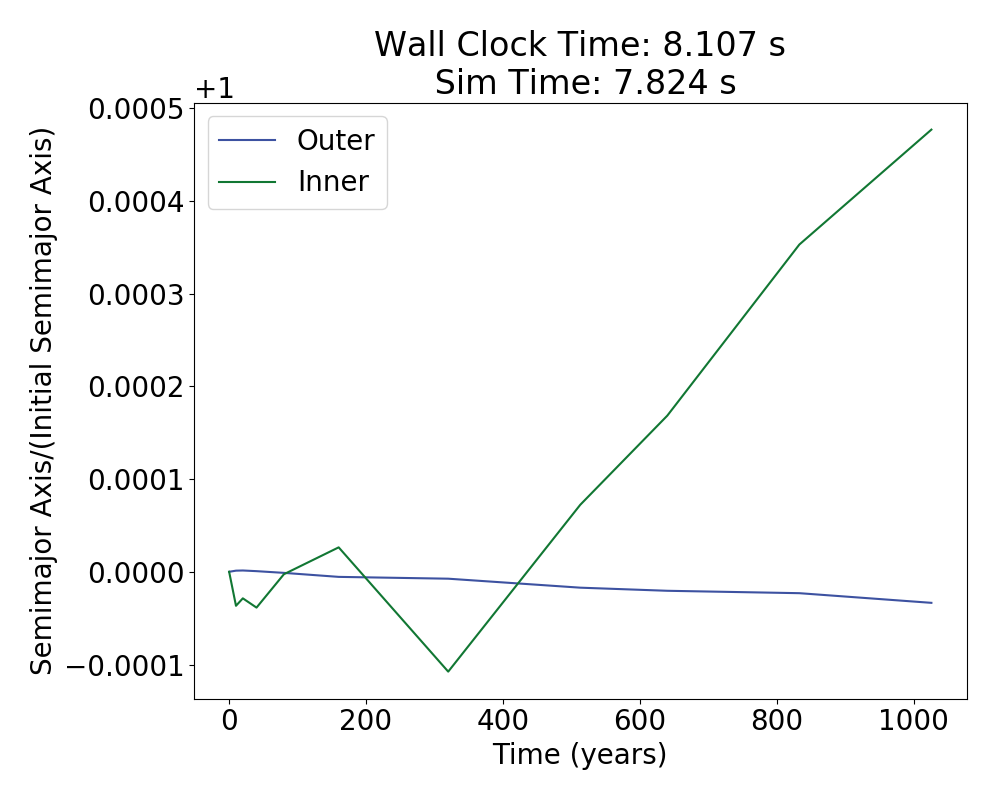 Wall Clock Time: 8.107 s
Sim Time: 7.824 s
+1
0.0005
0.0004
0.0003
0.0002
0.0001
0.0000
−0.0001
Semimajor Axis/(Initial Semimajor Axis)
Outer
Inner
0 200 400 600 800 1000
Time (years)